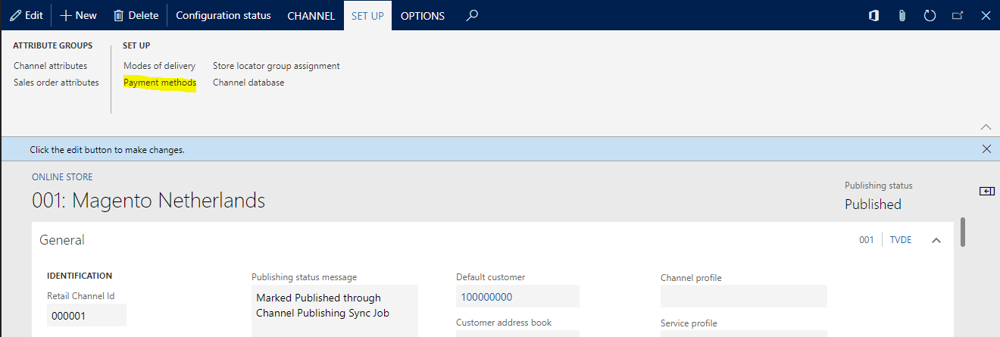 Edit New Delete Configuration status CHANNEL SET UP OPTIONS
ATTRIBUTE GROUPS SET UP
Channel attributes Modes of delivery Store locator group assignment
Sales order attributes Payment methods Channel database
Click the edit button to make changes.
ONLINE STORE
001: Magento Netherlands
Publishing status
Published
General 001 TVDE
IDENTIFICATION
Retail Channel Id
000001
Publishing status message
Marked Published through
Channel Publishing Sync Job
Default customer
100000000
Customer address book
Channel profile
Service profile